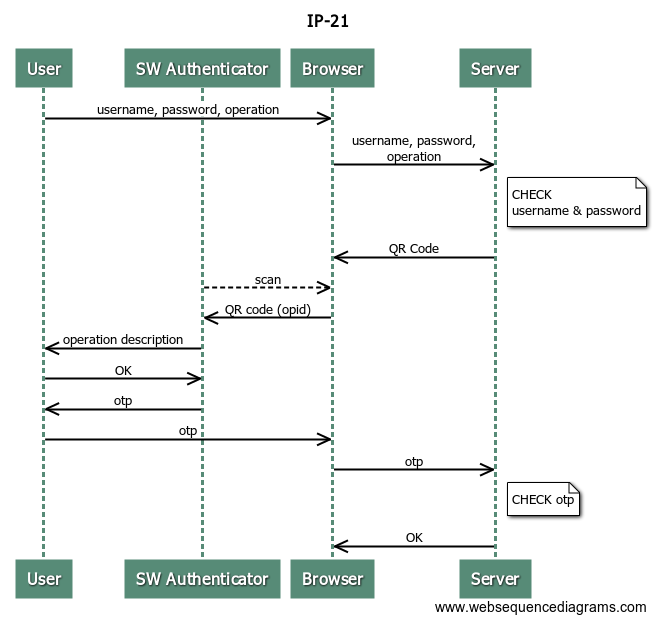 IP-21
User
SW Authenticator
Browser
Server
username, password, operation
username, password,
operation
CHECK
username & password
QR Code
scan
QR code (opid)
operation description
OK
otp
otp
otp
CHECK otp
OK
User
SW Authenticator
Browser
Server
www.websequencediagrams.com